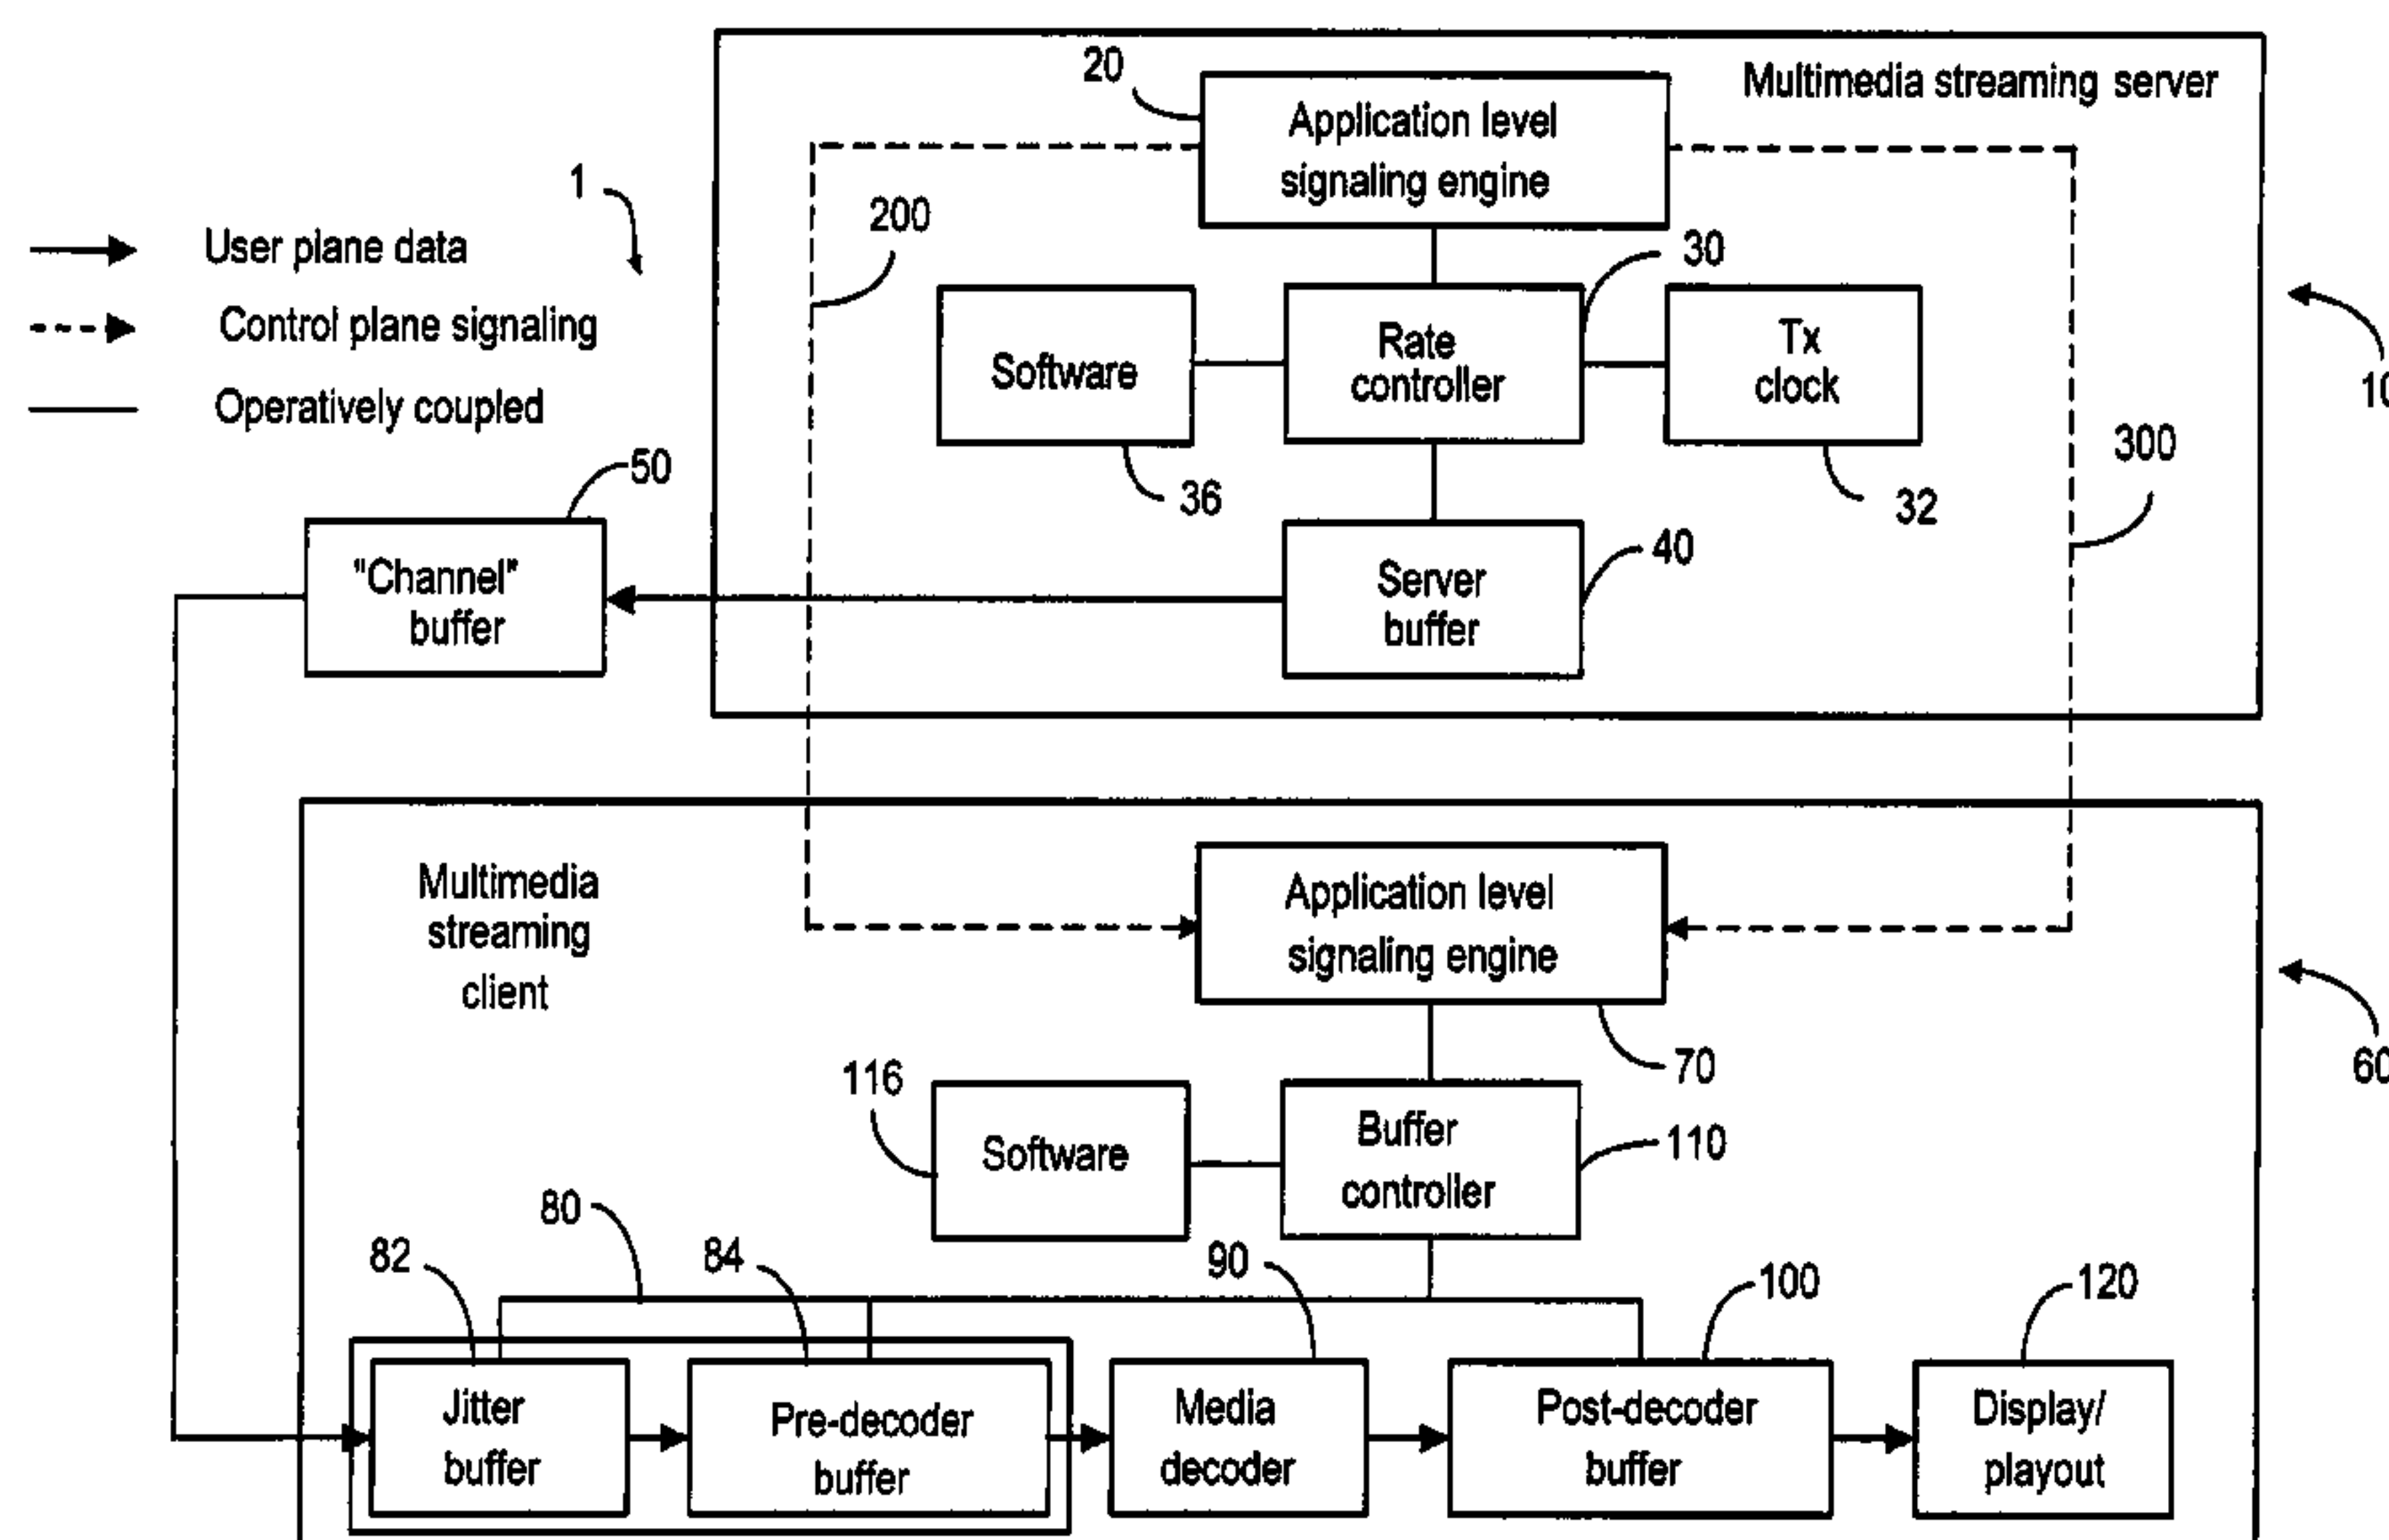 20
Multimedia streaming server
Application level
signaling engine
1
200
User plane data
30
Control plane signaling
Software
Rate
controller
Tx
clock
10
Operatively coupled
300
50
36
32
"Channel"
buffer
40
Server
buffer
Multimedia
streaming
client
Application level
signaling engine
70
60
116
Software
Buffer
controller
110
80
82
84
90
100
120
Jitter
buffer
Pre-decoder
buffer
Media
decoder
Post-decoder
buffer
Display/
playout